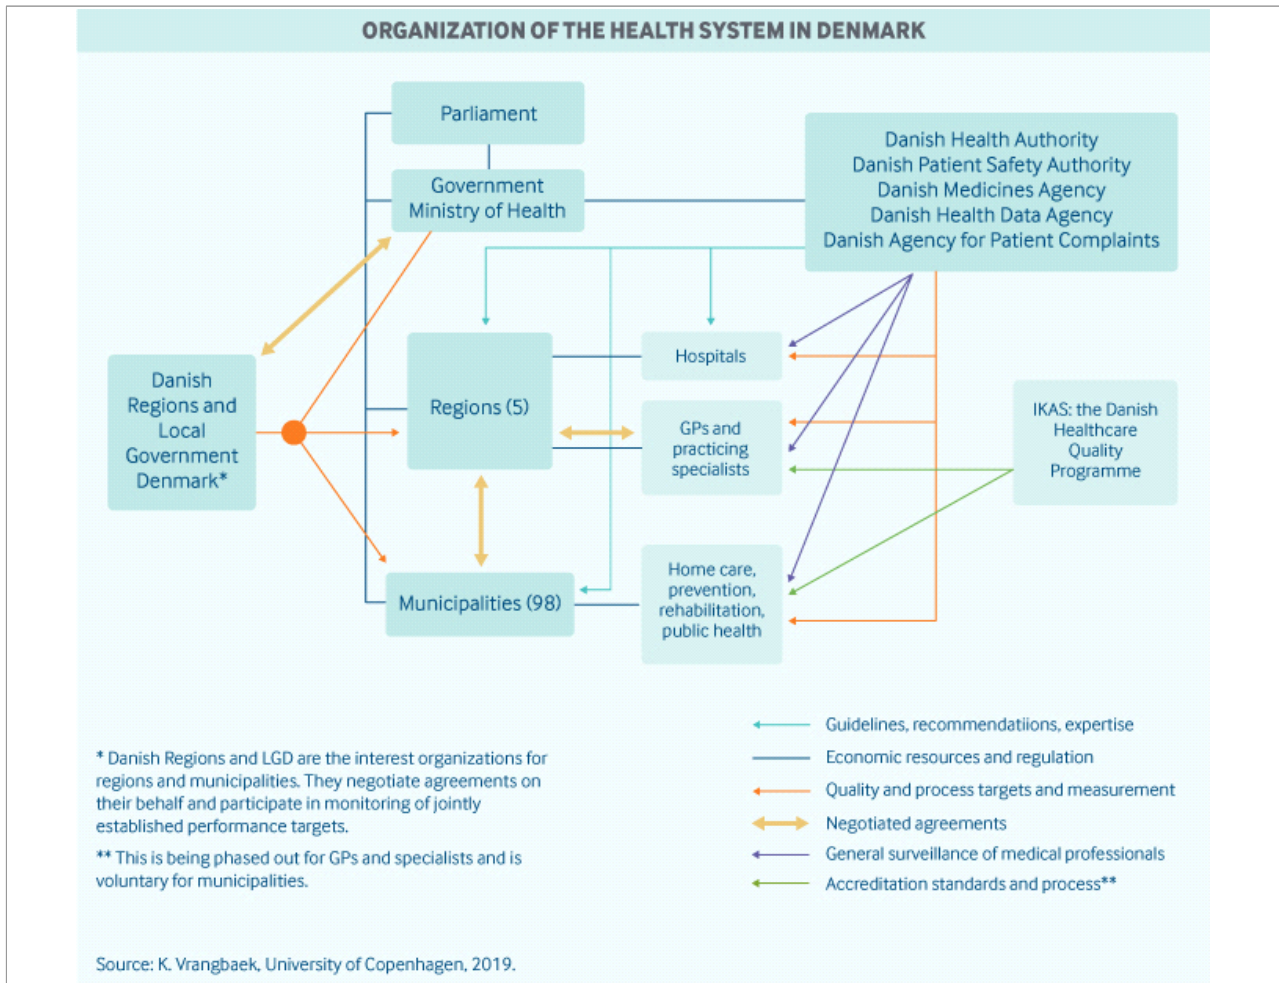 ORGANIZATION OF THE HEALTH SYSTEM IN DENMARK
Parliament
Government
Ministry of Health
Danish Health Authority
Danish Patient Safety Authority
Danish Medicines Agency
Danish Health Data Agency
Danish Agency for Patient Complaints
Danish
Regions and
Local
Government
Denmark*
Regions (5)
Hospitals
GPs and
practicing
specialists
IKAS: the Danish
Healthcare
Quality
Programme
Municipalities (98)
Home care,
prevention,
rehabilitation,
public health
* Danish Regions and LGD are the interest organizations for
regions and municipalities. They negotiate agreements on
their behalf and participate in monitoring of jointly
established performance targets.
** This is being phased out for GPs and specialists and is
voluntary for municipalities.
Guidelines, recommendatiions, expertise
Economic resources and regulation
Quality and process targets and measurement
Negotiated agreements
General surveillance of medical professionals
Accreditation standards and process**
Source: K. Vrangbaek, University of Copenhagen, 2019.